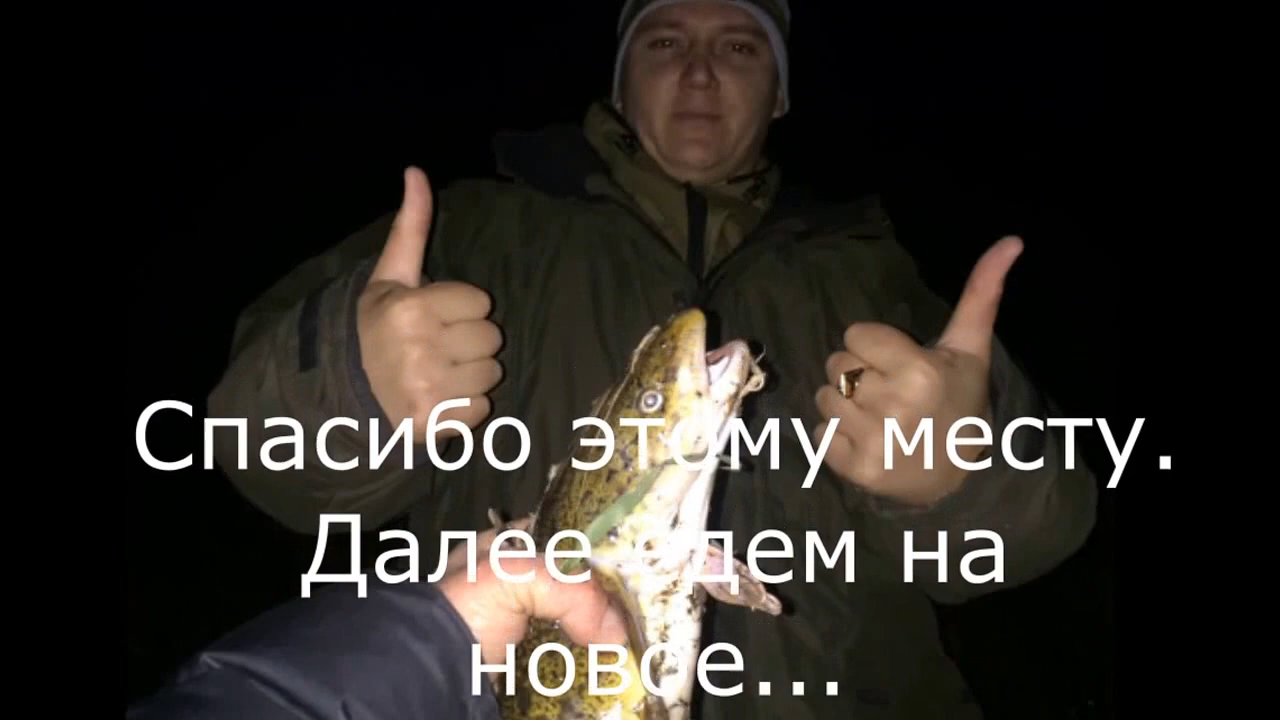 Спасибо этому месту.
Далее едем на
новое...